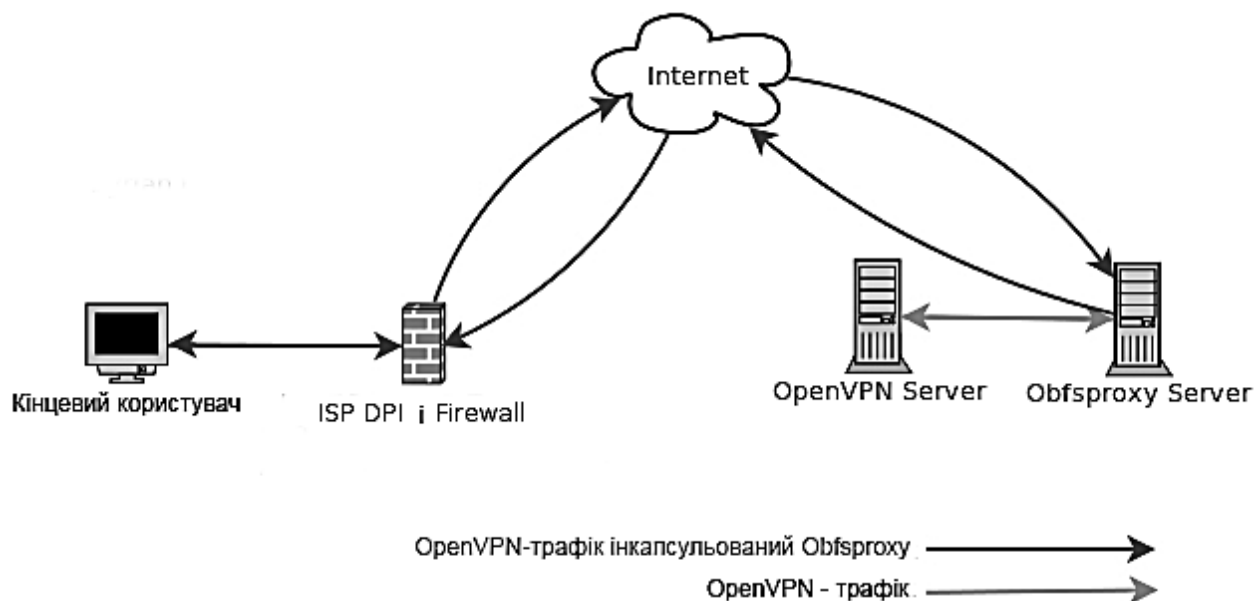 Internet
Кінцевий користувач
ISP DPI і Firewall
OpenVPN Server
Obfsproxy Server
OpenVPN-трафік інкапсульований Obfsproxy
OpenVPN - трафік